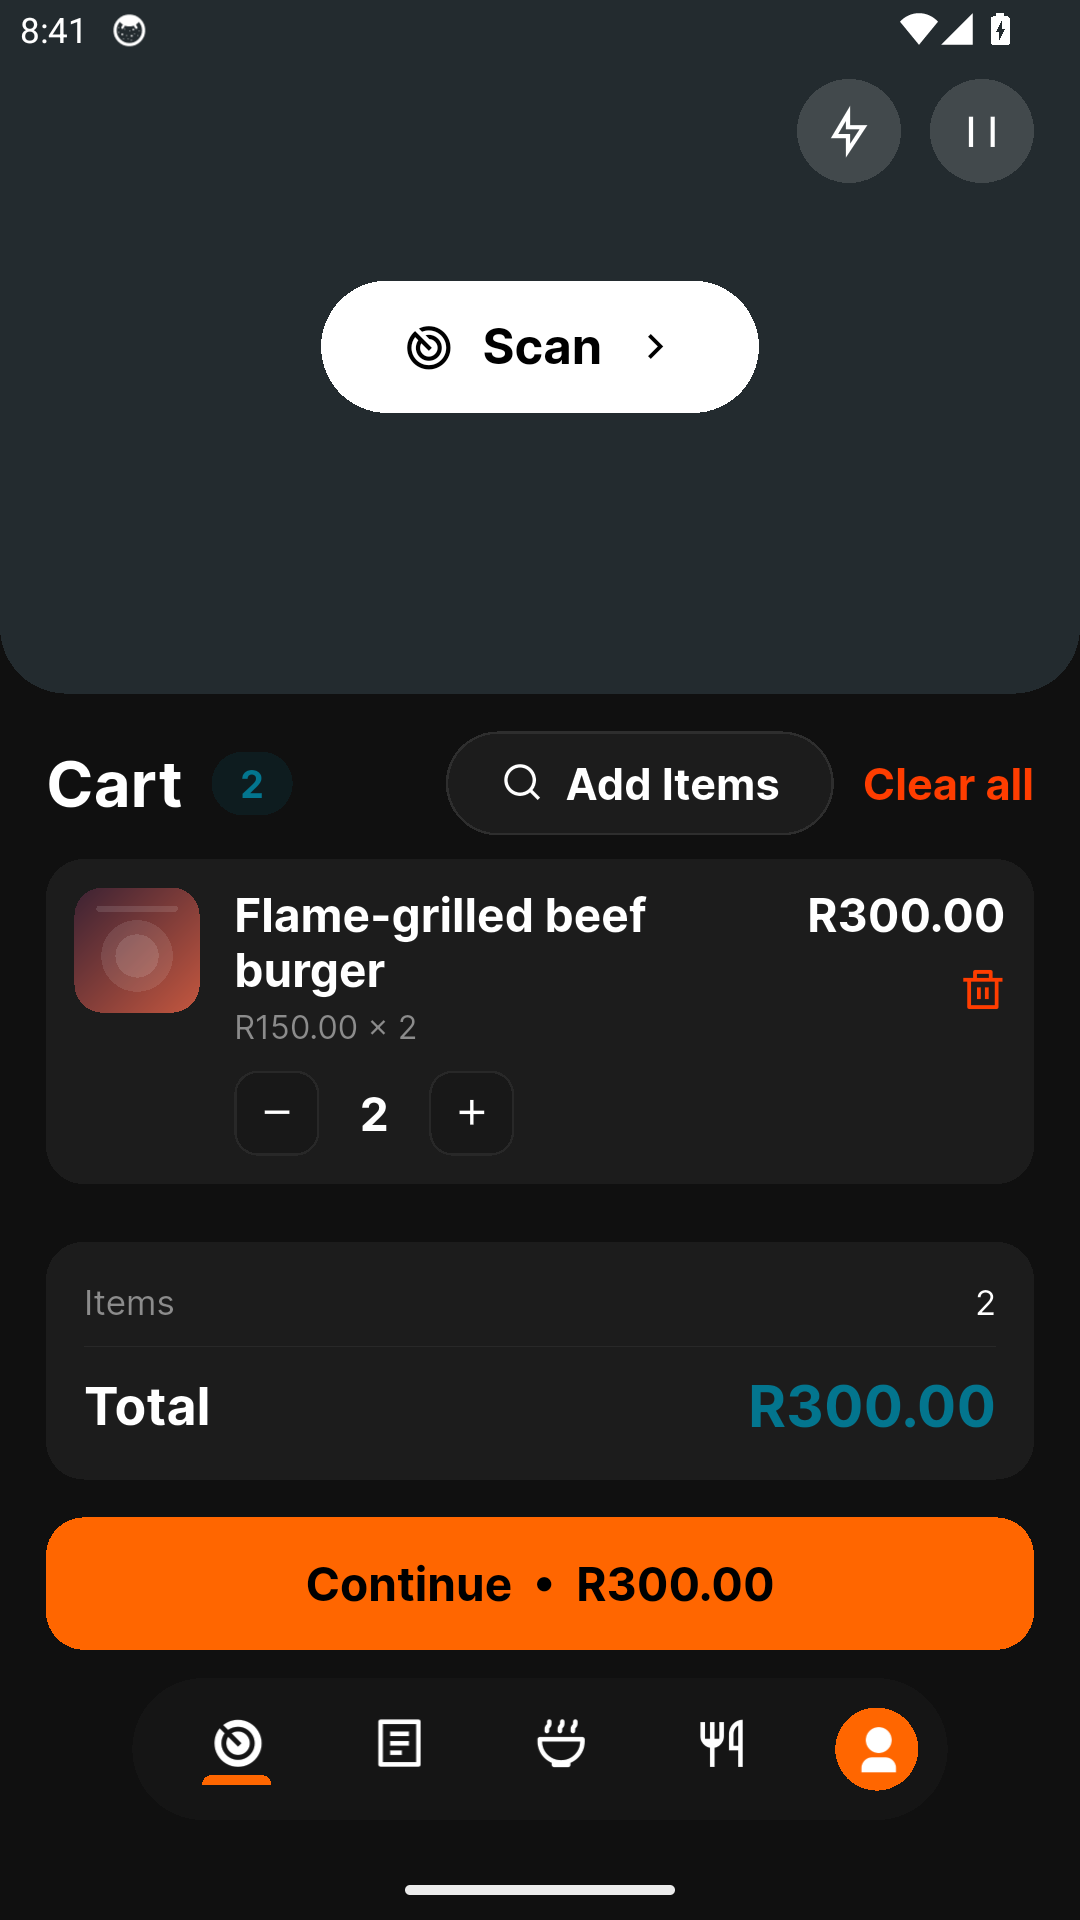 8:41
Scan
Cart 2 Add Items Clear all
Flame-grilled beef R300.00
burger
R150.00 × 2
2
Items 2
Total R300.00
Continue • R300.00